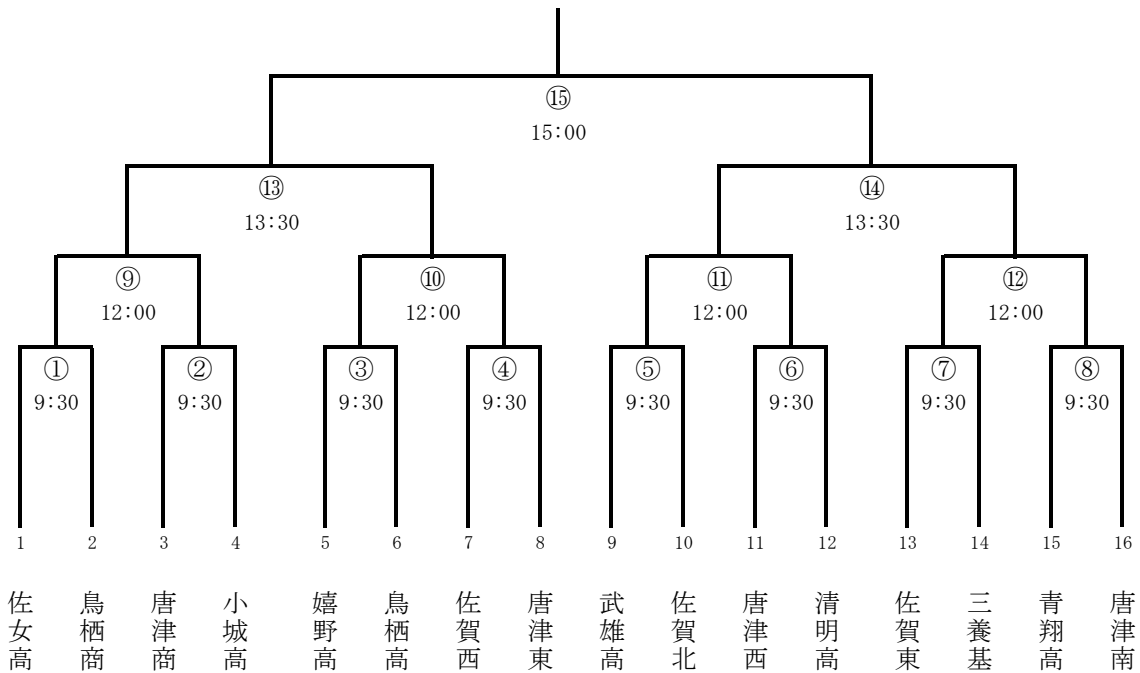 ⑮
15:00
⑬ ⑭
13:30 13:30
⑨ ⑩ ⑪ ⑫
12:00 12:00 12:00 12:00
① ② ③ ④ ⑤ ⑥ ⑦ ⑧
9:30 9:30 9:30 9:30 9:30 9:30 9:30 9:30
1 2 3 4 5 6 7 8 9 10 11 12 13 14 15 16
佐女高
鳥栖商
唐津商
小城高
嬉野高
鳥栖高
佐賀西
唐津東
武雄高
佐賀北
唐津西
清明高
佐賀東
三養基
青翔高
唐津南